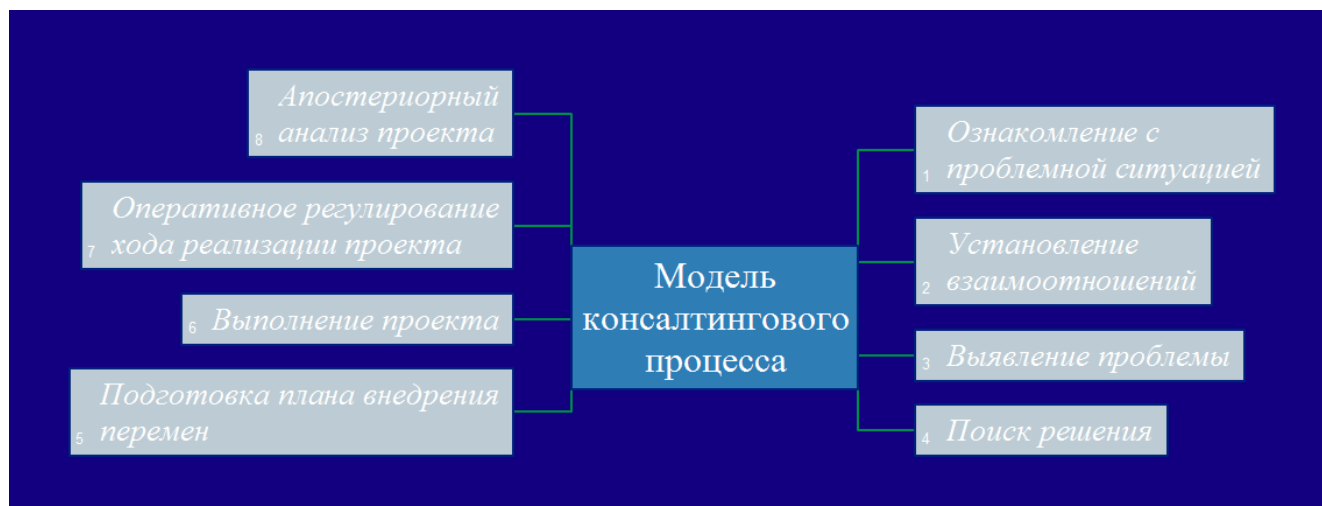 Модель
консалтингового
процесса
1 Ознакомление с
проблемной ситуацией
2 Установление
взаимоотношений
3 Выявление проблемы
4 Поиск решения
5 Подготовка плана внедрения
перемен
6 Выполнение проекта
7 Оперативное регулирование
хода реализации проекта
8 Апостериорный
анализ проекта